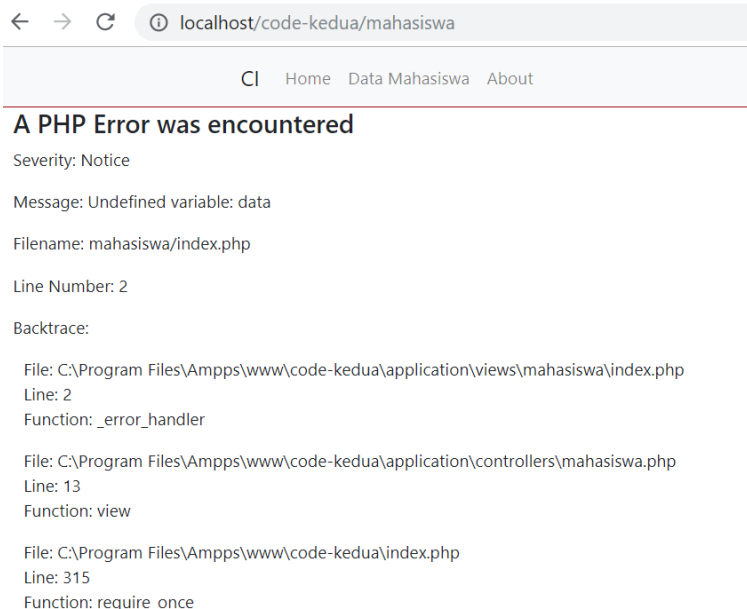 localhost/code-kedua/mahasiswa
CI Home Data Mahasiswa About
A PHP Error was encountered
Severity: Notice
Message: Undefined variable: data
Filename: mahasiswa/index.php
Line Number: 2
Backtrace:
File: C:\Program Files\Ampps\www\code-kedua\application\views\mahasiswa\index.php
Line: 2
Function: _error_handler
File: C:\Program Files\Ampps\www\code-kedua\application\controllers\mahasiswa.php
Line: 13
Function: view
File: C:\Program Files\Ampps\www\code-kedua\index.php
Line: 315
Function: require_once